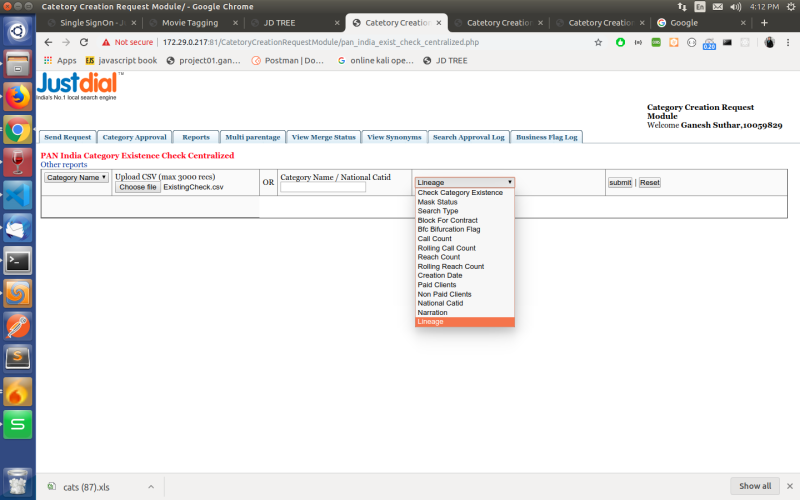 Catetory Creation Request Module/ - Google Chrome
En
4:12 PM
Single SignOn - J
Movie Tagging
JD TREE
Catetory Creation
Catetory Creation
Catetory Creation
Google
Not secure | 172.29.0.217:81/CatetoryCreationRequestModule/pan_india_exist_check_centralized.php
0.20
Apps
javascript book
project01.gan...
Postman | Do...
online kali ope...
JD TREE
Justdial™
India's No.1 local search engine
Category Creation Request
Module
Welcome Ganesh Suthar,10059829
Send Request
Category Approval
Reports
Multi parentage
View Merge Status
View Synonyms
Search Approval Log
Business Flag Log
PAN India Category Existence Check Centralized
Other reports
Category Name
Upload CSV (max 3000 recs)
Choose file ExistingCheck.csv
OR
Category Name / National Catid
Lineage
submit | Reset
Check Category Existence
Mask Status
Search Type
Block For Contract
Bfc Bifurcation Flag
Call Count
Rolling Call Count
Reach Count
Rolling Reach Count
Creation Date
Paid Clients
Non Paid Clients
National Catid
Narration
Lineage
cats (87).xls
Show all